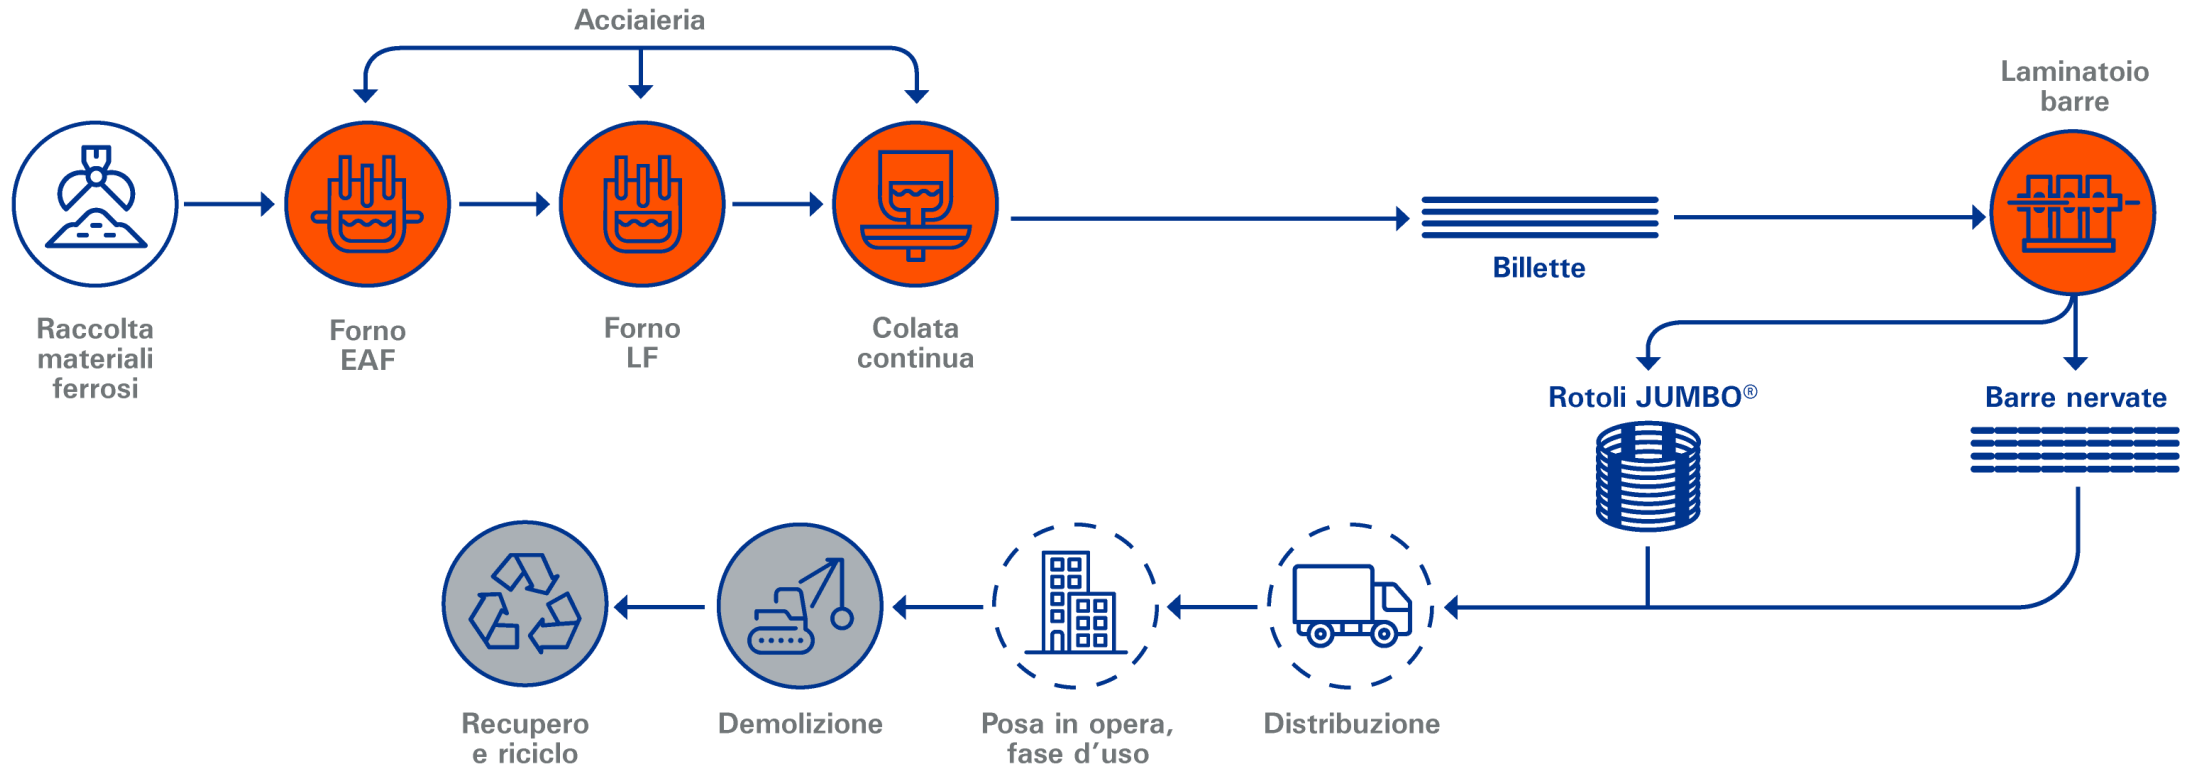 Acciaieria
Laminatoio
barre
Raccolta
materiali
ferrosi
Forno
EAF
Forno
LF
Colata
continua
Billette
Rotoli JUMBO®
Barre nervate
Recupero
e riciclo
Demolizione
Posa in opera,
fase d’uso
Distribuzione